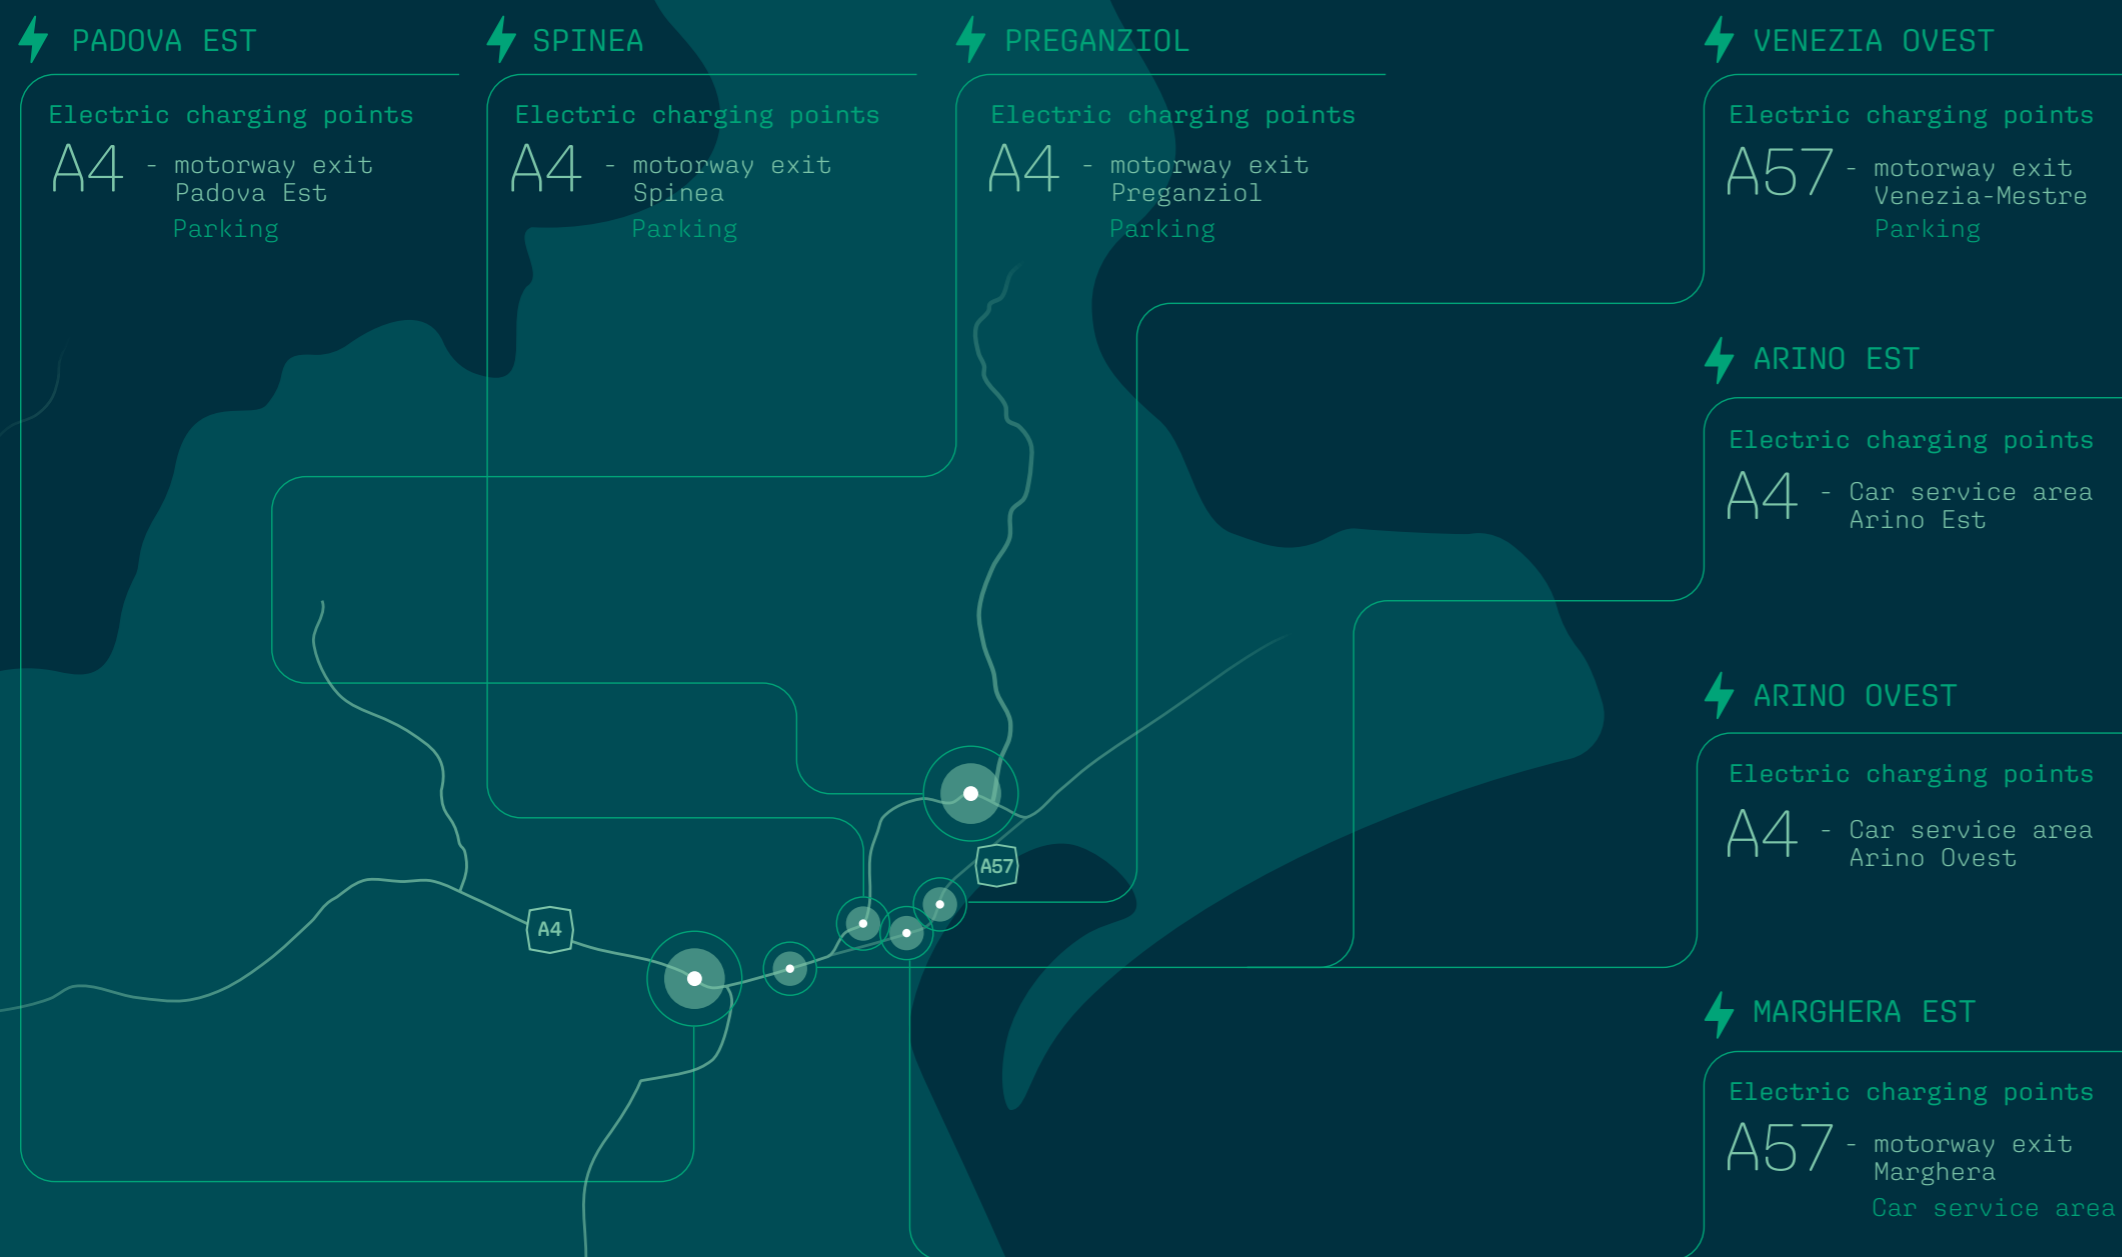 PADOVA EST
Electric charging points
A4 - motorway exit
Padova Est
Parking
SPINEA
Electric charging points
A4 - motorway exit
Spinea
Parking
PREGANZIOL
Electric charging points
A4 - motorway exit
Preganziol
Parking
VENEZIA OVEST
Electric charging points
A57 - motorway exit
Venezia-Mestre
Parking
ARINO EST
Electric charging points
A4 - Car service area
Arino Est
ARINO OVEST
Electric charging points
A4 - Car service area
Arino Ovest
MARGHERA EST
Electric charging points
A57 - motorway exit
Marghera
Car service area
A57
A4